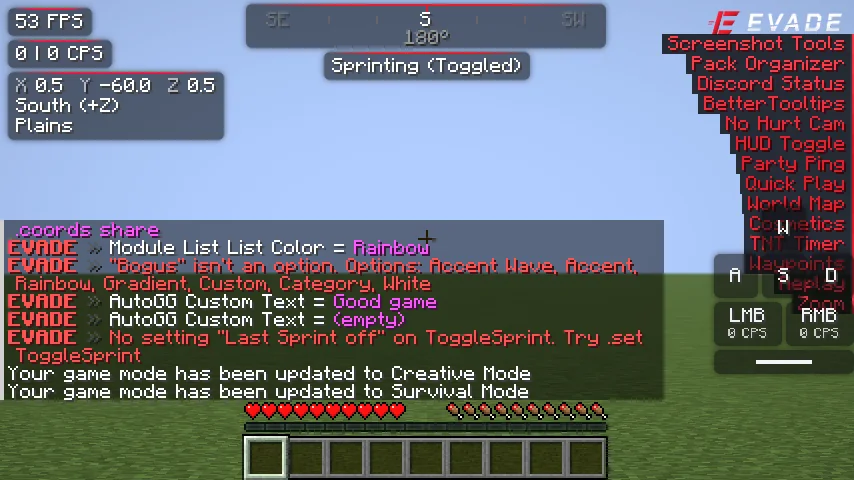 53 FPS
0 | 0 CPS
X 0.5 Y -60.0 Z 0.5
South (+Z)
Plains
SE S SW
180°
Sprinting (Toggled)
EVADE
Screenshot Tools
Pack Organizer
Discord Status
BetterTooltips
No Hurt Cam
HUD Toggle
Party Ping
Quick Play
World Map
Cosmetics
TNT Timer
Waypoints
Replay
Zoom
W
A S D
LMB RMB
0 CPS 0 CPS
.coords share
EVADE » Module List List Color = Rainbow
EVADE » "Bogus" isn't an option. Options: Accent Wave, Accent,
Rainbow, Gradient, Custom, Category, White
EVADE » AutoGG Custom Text = Good game
EVADE » AutoGG Custom Text = (empty)
EVADE » No setting "Last Sprint off" on ToggleSprint. Try .set
ToggleSprint
Your game mode has been updated to Creative Mode
Your game mode has been updated to Survival Mode